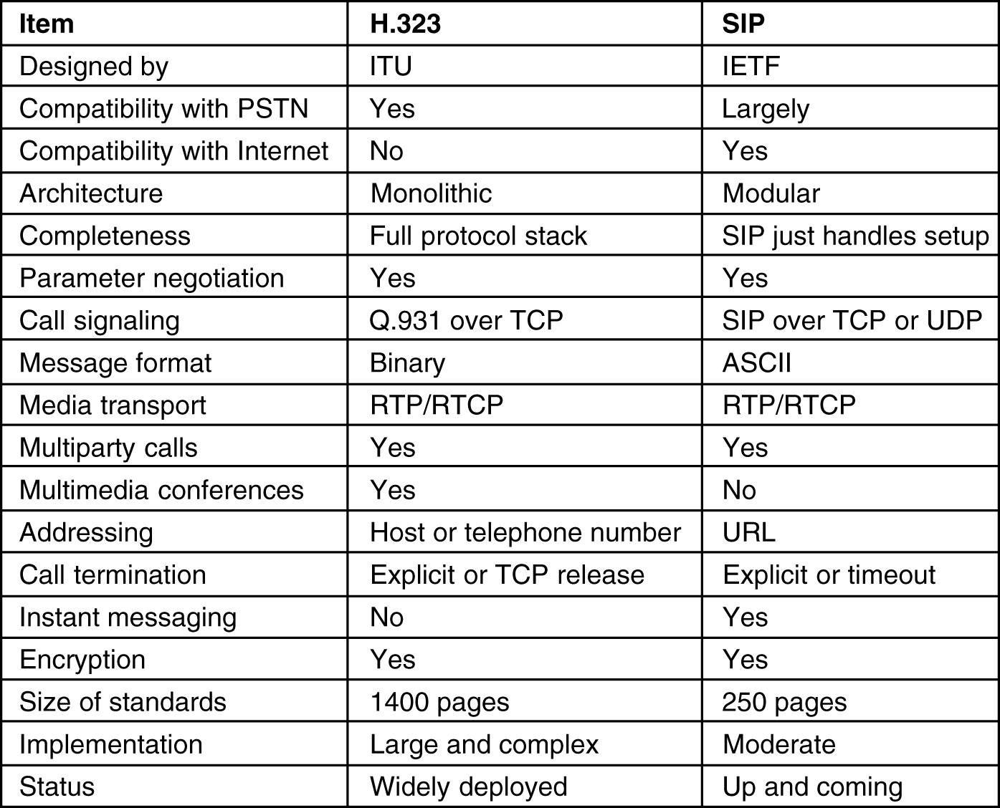 Item H.323 SIP
Designed by ITU IETF
Compatibility with PSTN Yes Largely
Compatibility with Internet No Yes
Architecture Monolithic Modular
Completeness Full protocol stack SIP just handles setup
Parameter negotiation Yes Yes
Call signaling Q.931 over TCP SIP over TCP or UDP
Message format Binary ASCII
Media transport RTP/RTCP RTP/RTCP
Multiparty calls Yes Yes
Multimedia conferences Yes No
Addressing Host or telephone number URL
Call termination Explicit or TCP release Explicit or timeout
Instant messaging No Yes
Encryption Yes Yes
Size of standards 1400 pages 250 pages
Implementation Large and complex Moderate
Status Widely deployed Up and coming